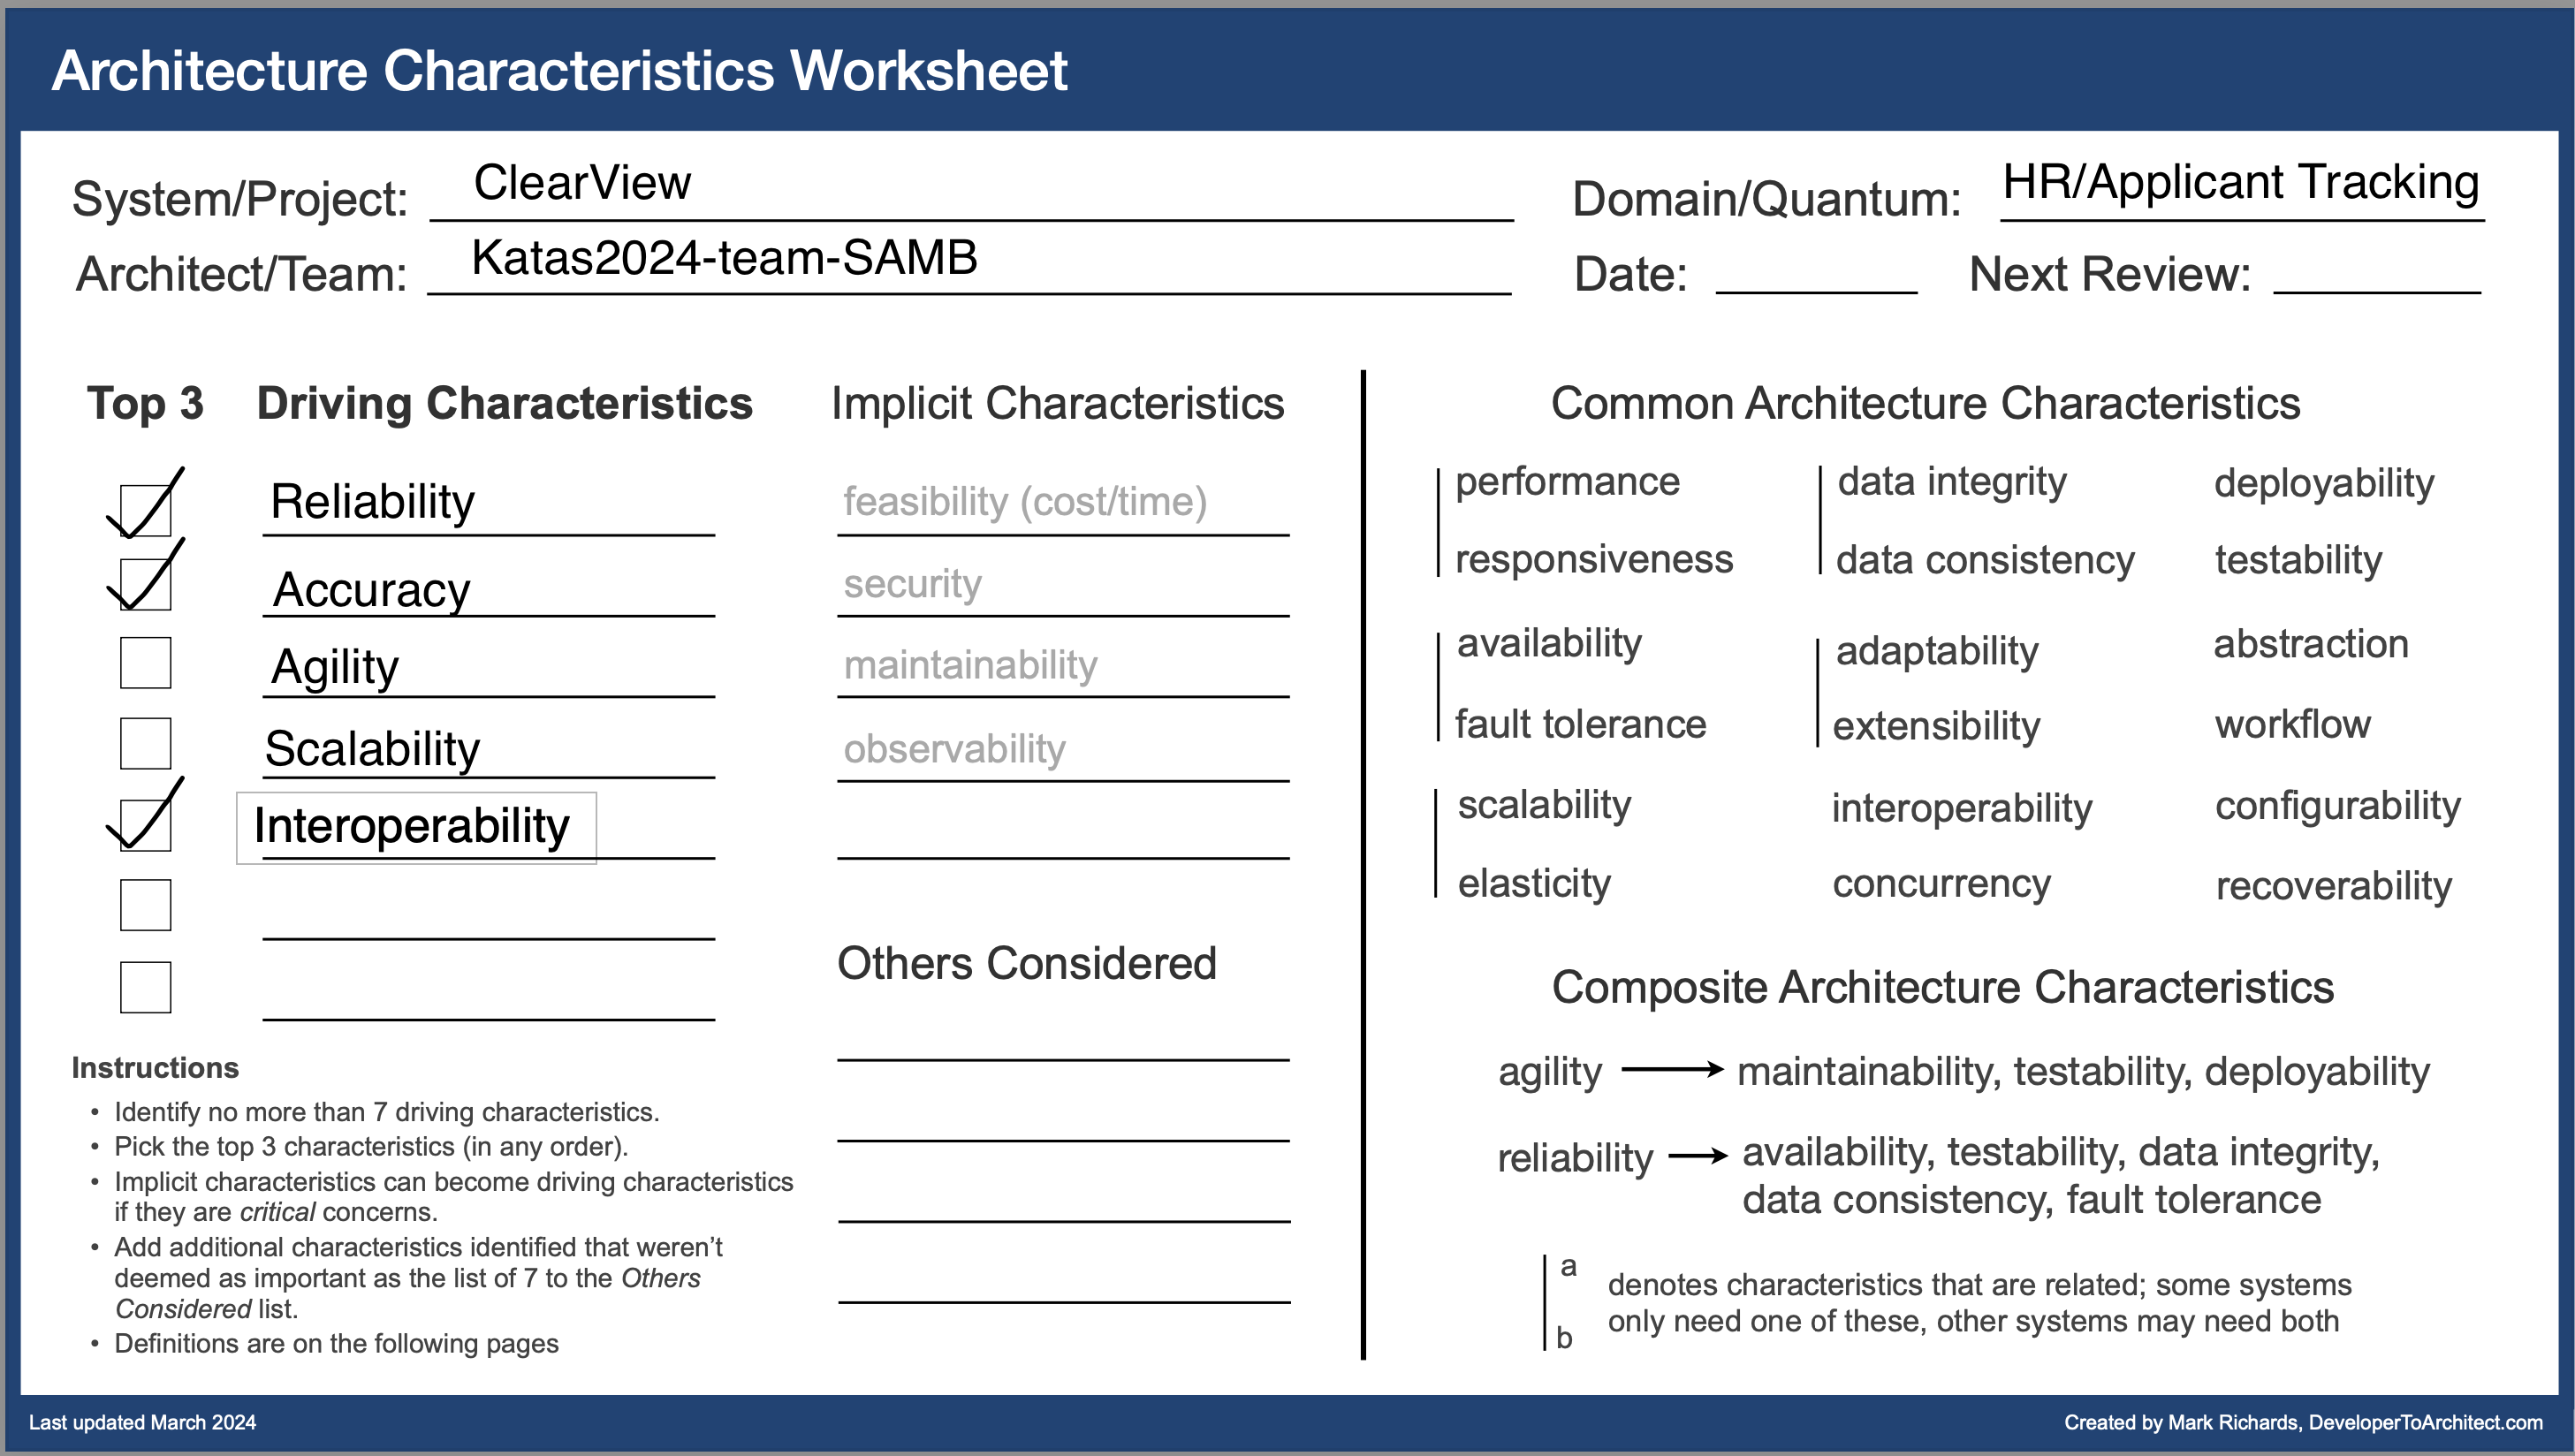 Architecture Characteristics Worksheet
System/Project: ClearView
Domain/Quantum: HR/Applicant Tracking
Architect/Team: Katas2024-team-SAMB
Date:
Next Review:
Top 3
Driving Characteristics
Reliability
Accuracy
Agility
Scalability
Interoperability
Implicit Characteristics
feasibility (cost/time)
security
maintainability
observability
Others Considered
Instructions
• Identify no more than 7 driving characteristics.
• Pick the top 3 characteristics (in any order).
• Implicit characteristics can become driving characteristics
if they are critical concerns.
• Add additional characteristics identified that weren’t
deemed as important as the list of 7 to the Others
Considered list.
• Definitions are on the following pages
Common Architecture Characteristics
performance
responsiveness
availability
fault tolerance
scalability
elasticity
data integrity
data consistency
adaptability
extensibility
interoperability
concurrency
deployability
testability
abstraction
workflow
configurability
recoverability
Composite Architecture Characteristics
agility → maintainability, testability, deployability
reliability → availability, testability, data integrity,
data consistency, fault tolerance
a
b
denotes characteristics that are related; some systems
only need one of these, other systems may need both
Last updated March 2024
Created by Mark Richards, DeveloperToArchitect.com